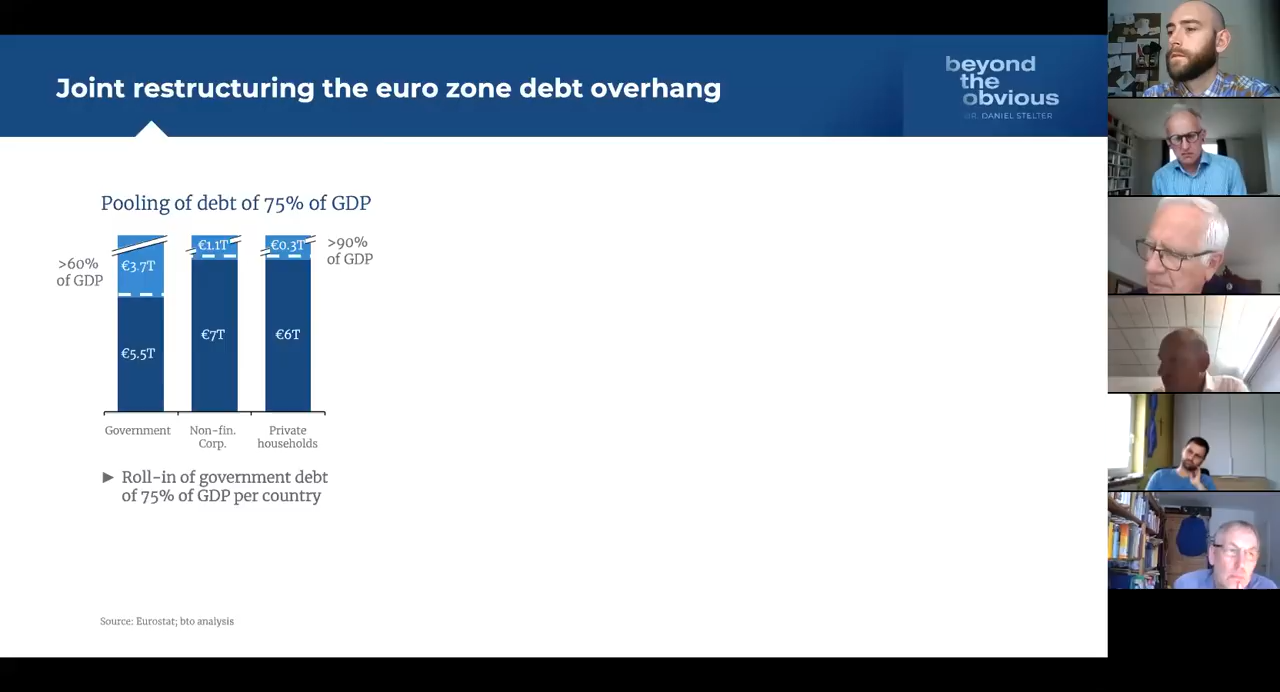 Joint restructuring the euro zone debt overhang
beyond
the
obvious
DR. DANIEL STELTER
Pooling of debt of 75% of GDP
>60%
of GDP
€3.7T
€5.5T
€1.1T
€7T
€0.3T
€6T
>90%
of GDP
Government
Non-fin.
Corp.
Private
households
► Roll-in of government debt
of 75% of GDP per country
Source: Eurostat; bto analysis